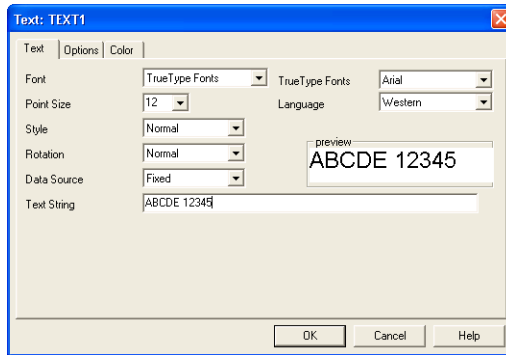 Text: TEXT1
Text Options Color
Font TrueType Fonts TrueType Fonts Arial
Point Size 12 Language Western
Style Normal
preview
Rotation Normal ABCDE 12345
Data Source Fixed
Text String ABCDE 12345
OK Cancel Help